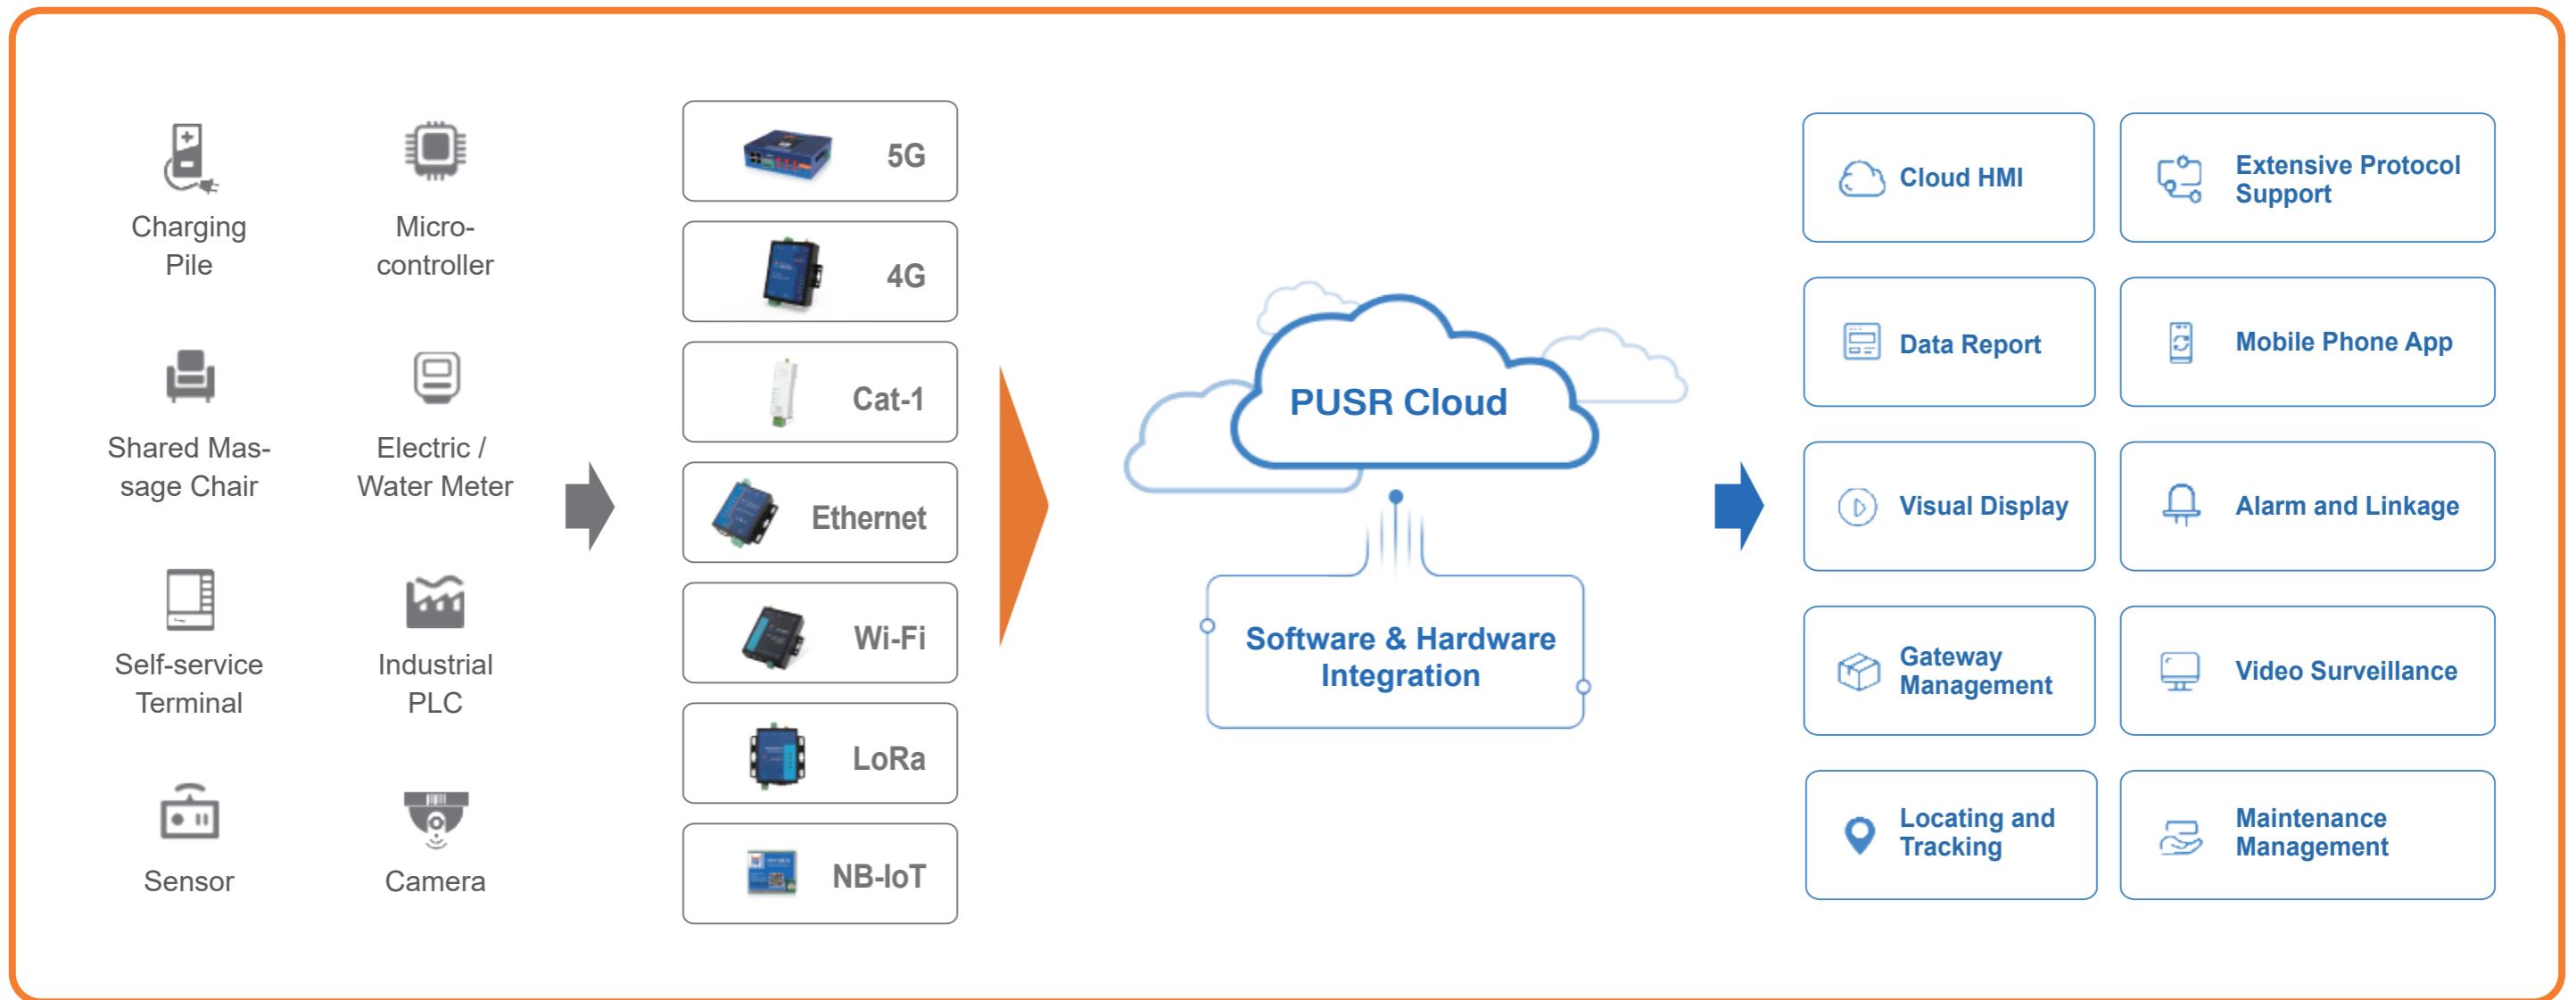 Charging
Pile
Micro-
controller
Shared Mas-
sage Chair
Electric /
Water Meter
Self-service
Terminal
Industrial
PLC
Sensor
Camera
5G
4G
Cat-1
Ethernet
Wi-Fi
LoRa
NB-IoT
PUSR Cloud
Software & Hardware
Integration
Cloud HMI
Extensive Protocol
Support
Data Report
Mobile Phone App
Visual Display
Alarm and Linkage
Gateway
Management
Video Surveillance
Locating and
Tracking
Maintenance
Management